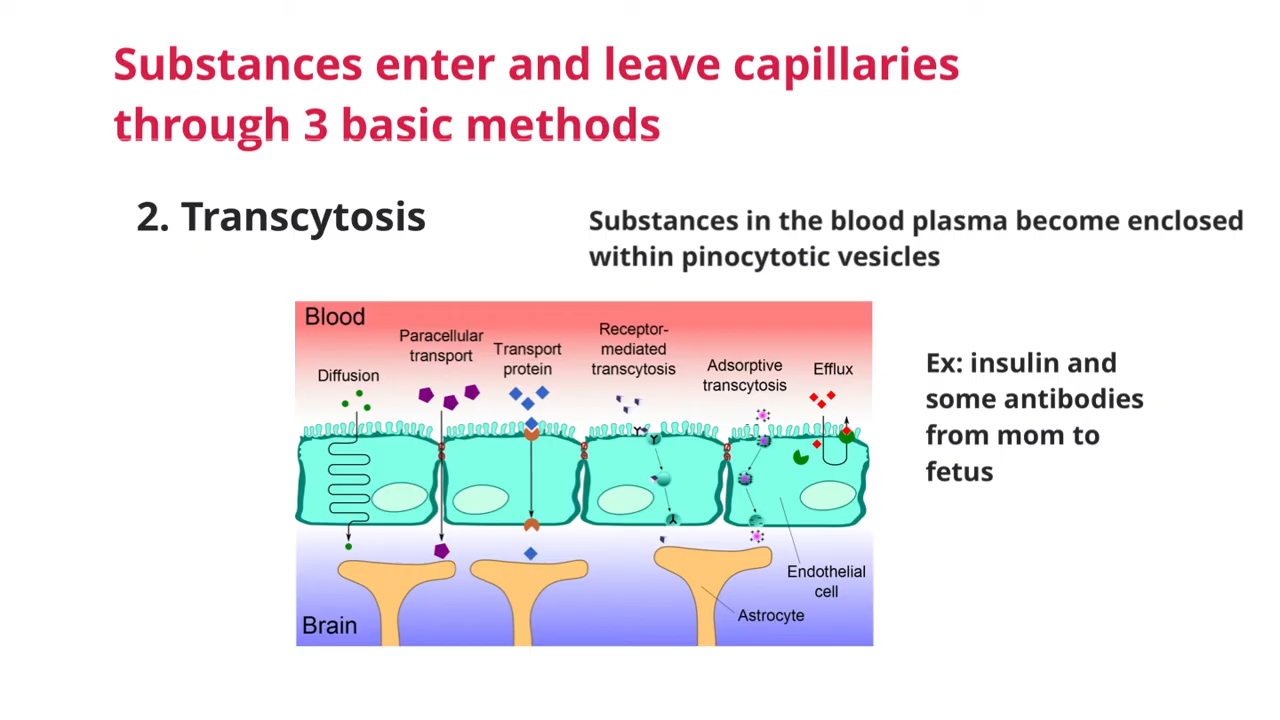 Substances enter and leave capillaries
through 3 basic methods
2. Transcytosis
Substances in the blood plasma become enclosed
within pinocytotic vesicles
Blood
Diffusion
Paracellular
transport
Transport
protein
Receptor-
mediated
transcytosis
Adsorptive
transcytosis
Efflux
Endothelial
cell
Astrocyte
Brain
Ex: insulin and
some antibodies
from mom to
fetus